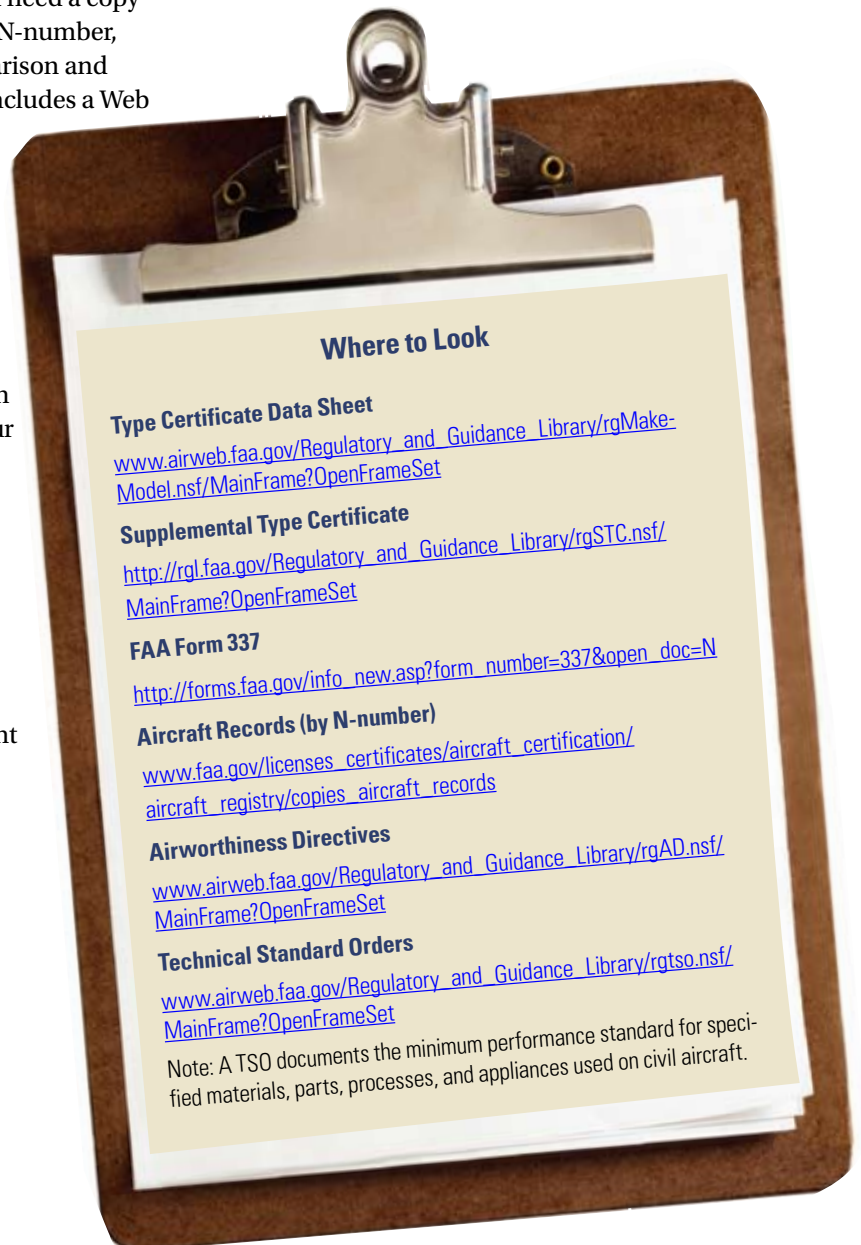 need a copy
N-number,
arison and
ncludes a Web
n
ur
nt
Where to Look
Type Certificate Data Sheet
www.airweb.faa.gov/Regulatory_and_Guidance_Library/rgMake-
Model.nsf/MainFrame?OpenFrameSet
Supplemental Type Certificate
http://rgl.faa.gov/Regulatory_and_Guidance_Library/rgSTC.nsf/
MainFrame?OpenFrameSet
FAA Form 337
http://forms.faa.gov/info_new.asp?form_number=337&open_doc=N
Aircraft Records (by N-number)
www.faa.gov/licenses_certificates/aircraft_certification/
aircraft_registry/copies_aircraft_records
Airworthiness Directives
www.airweb.faa.gov/Regulatory_and_Guidance_Library/rgAD.nsf/
MainFrame?OpenFrameSet
Technical Standard Orders
www.airweb.faa.gov/Regulatory_and_Guidance_Library/rgtso.nsf/
MainFrame?OpenFrameSet
Note: A TSO documents the minimum performance standard for speci-
fied materials, parts, processes, and appliances used on civil aircraft.